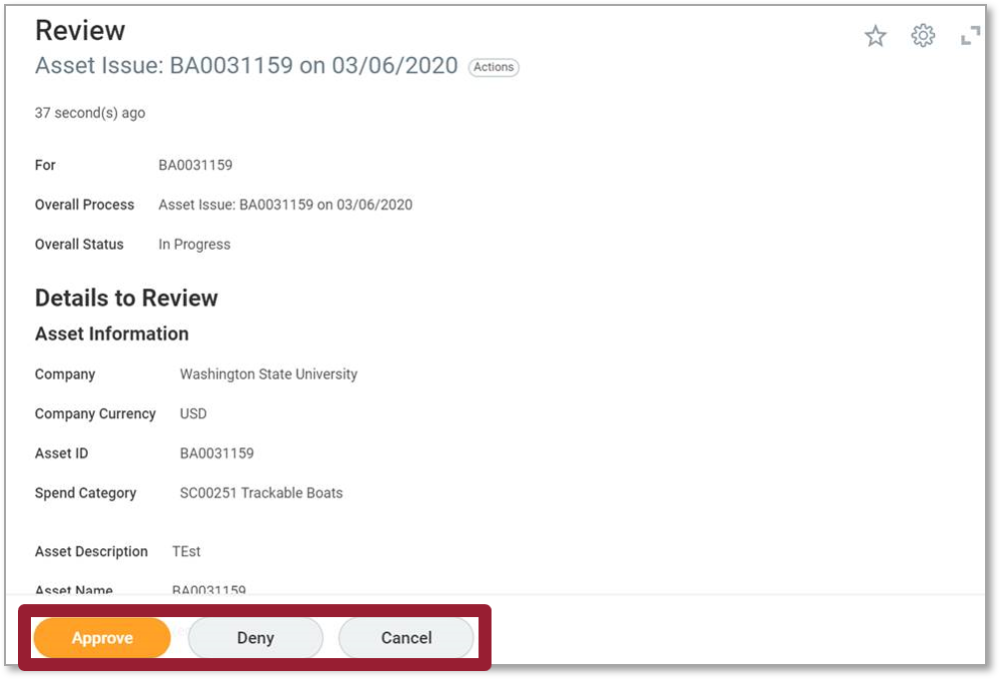 Review
Asset Issue: BA0031159 on 03/06/2020 Actions
37 second(s) ago
For BA0031159
Overall Process Asset Issue: BA0031159 on 03/06/2020
Overall Status In Progress
Details to Review
Asset Information
Company Washington State University
Company Currency USD
Asset ID BA0031159
Spend Category SC00251 Trackable Boats
Asset Description TEst
Asset Name BA0031159
Approve Deny Cancel